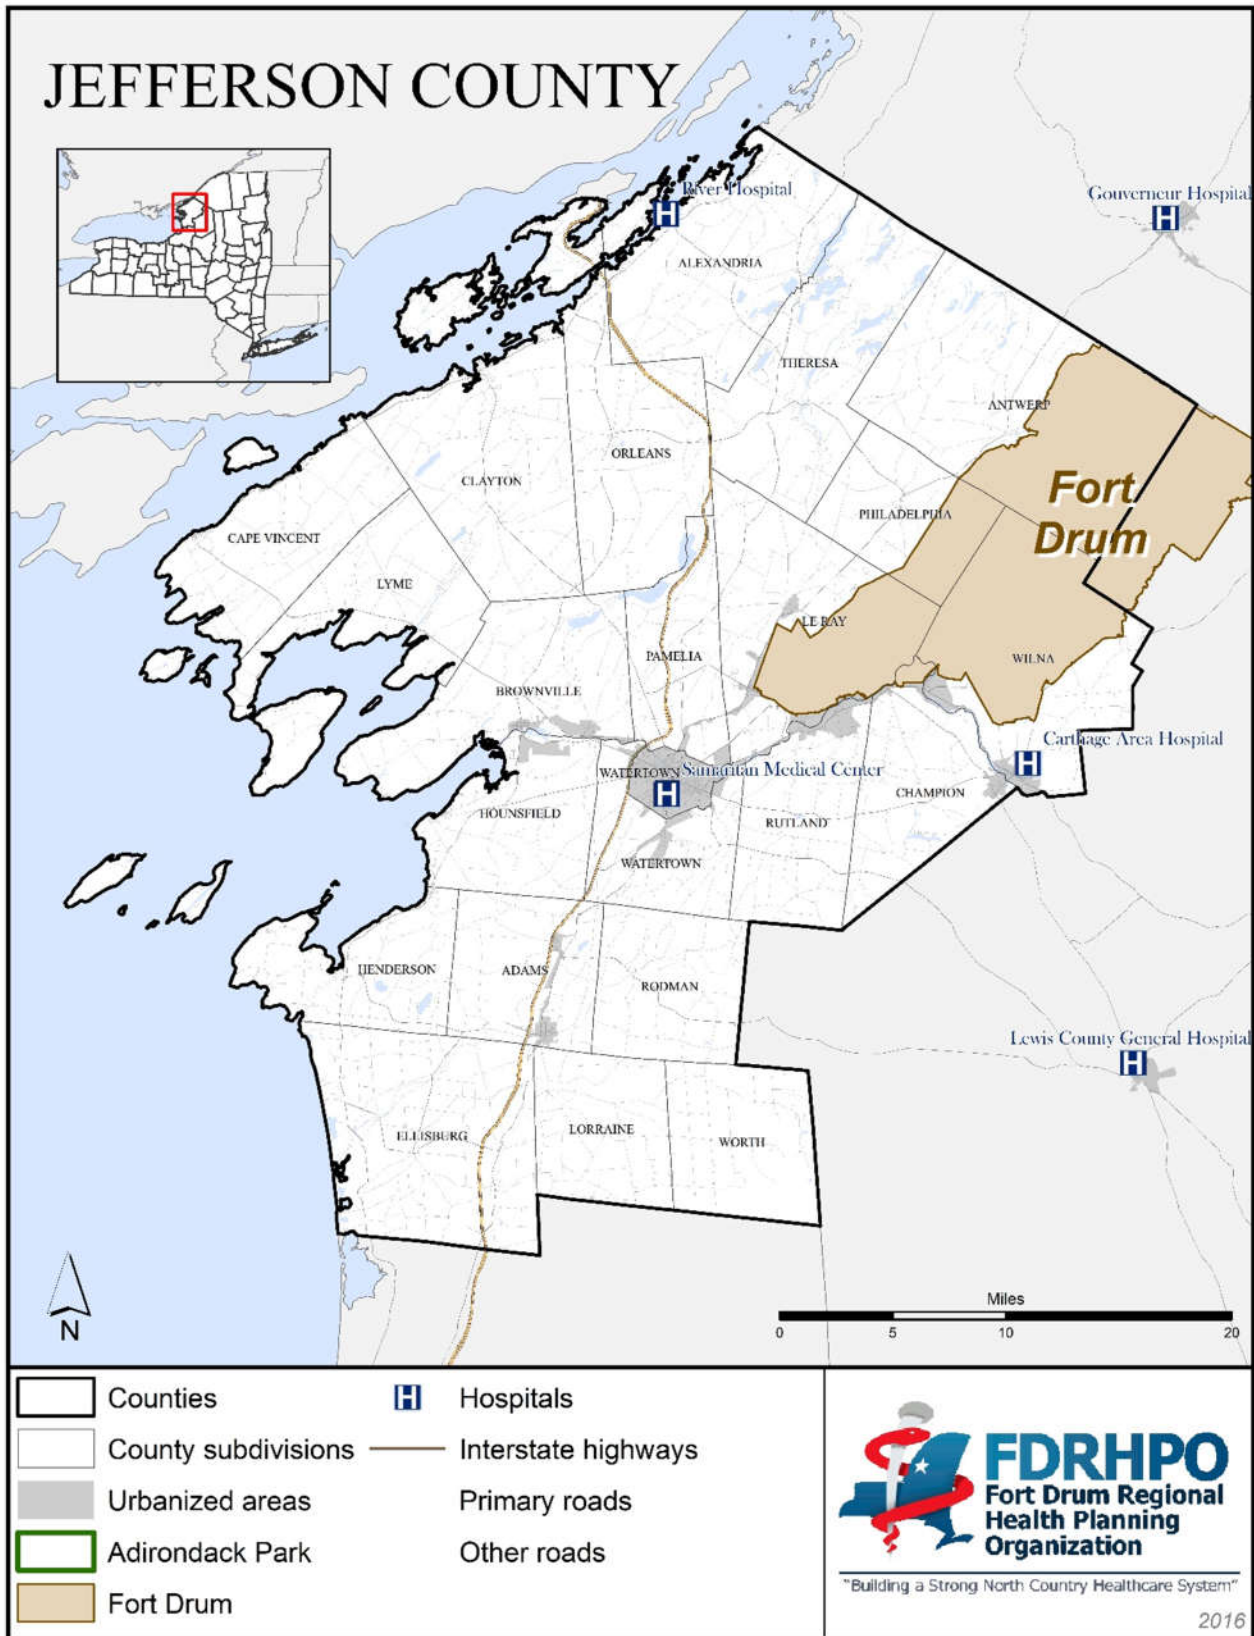 JEFFERSON COUNTY
River Hospital
H
Gouverneur Hospital
H
ALEXANDRIA
THERESA
ANTWERP
ORLEANS
CLAYTON
Fort
Drum
PHILADELPHIA
CAPE VINCENT
LYME
LE RAY
PAMELIA
WILNA
BROWNVILLE
Carthage Area Hospital
H
WATERTOWN
Samaritan Medical Center
H
CHAMPION
HOUNSFIELD
RUTLAND
WATERTOWN
HENDERSON
ADAMS
RODMAN
Lewis County General Hospital
H
ELLISBURG
LORRAINE
WORTH
N
Miles
0 5 10 20
Counties
County subdivisions
Urbanized areas
Adirondack Park
Fort Drum
H Hospitals
Interstate highways
Primary roads
Other roads
FDRHPO
Fort Drum Regional
Health Planning
Organization
"Building a Strong North Country Healthcare System"
2016